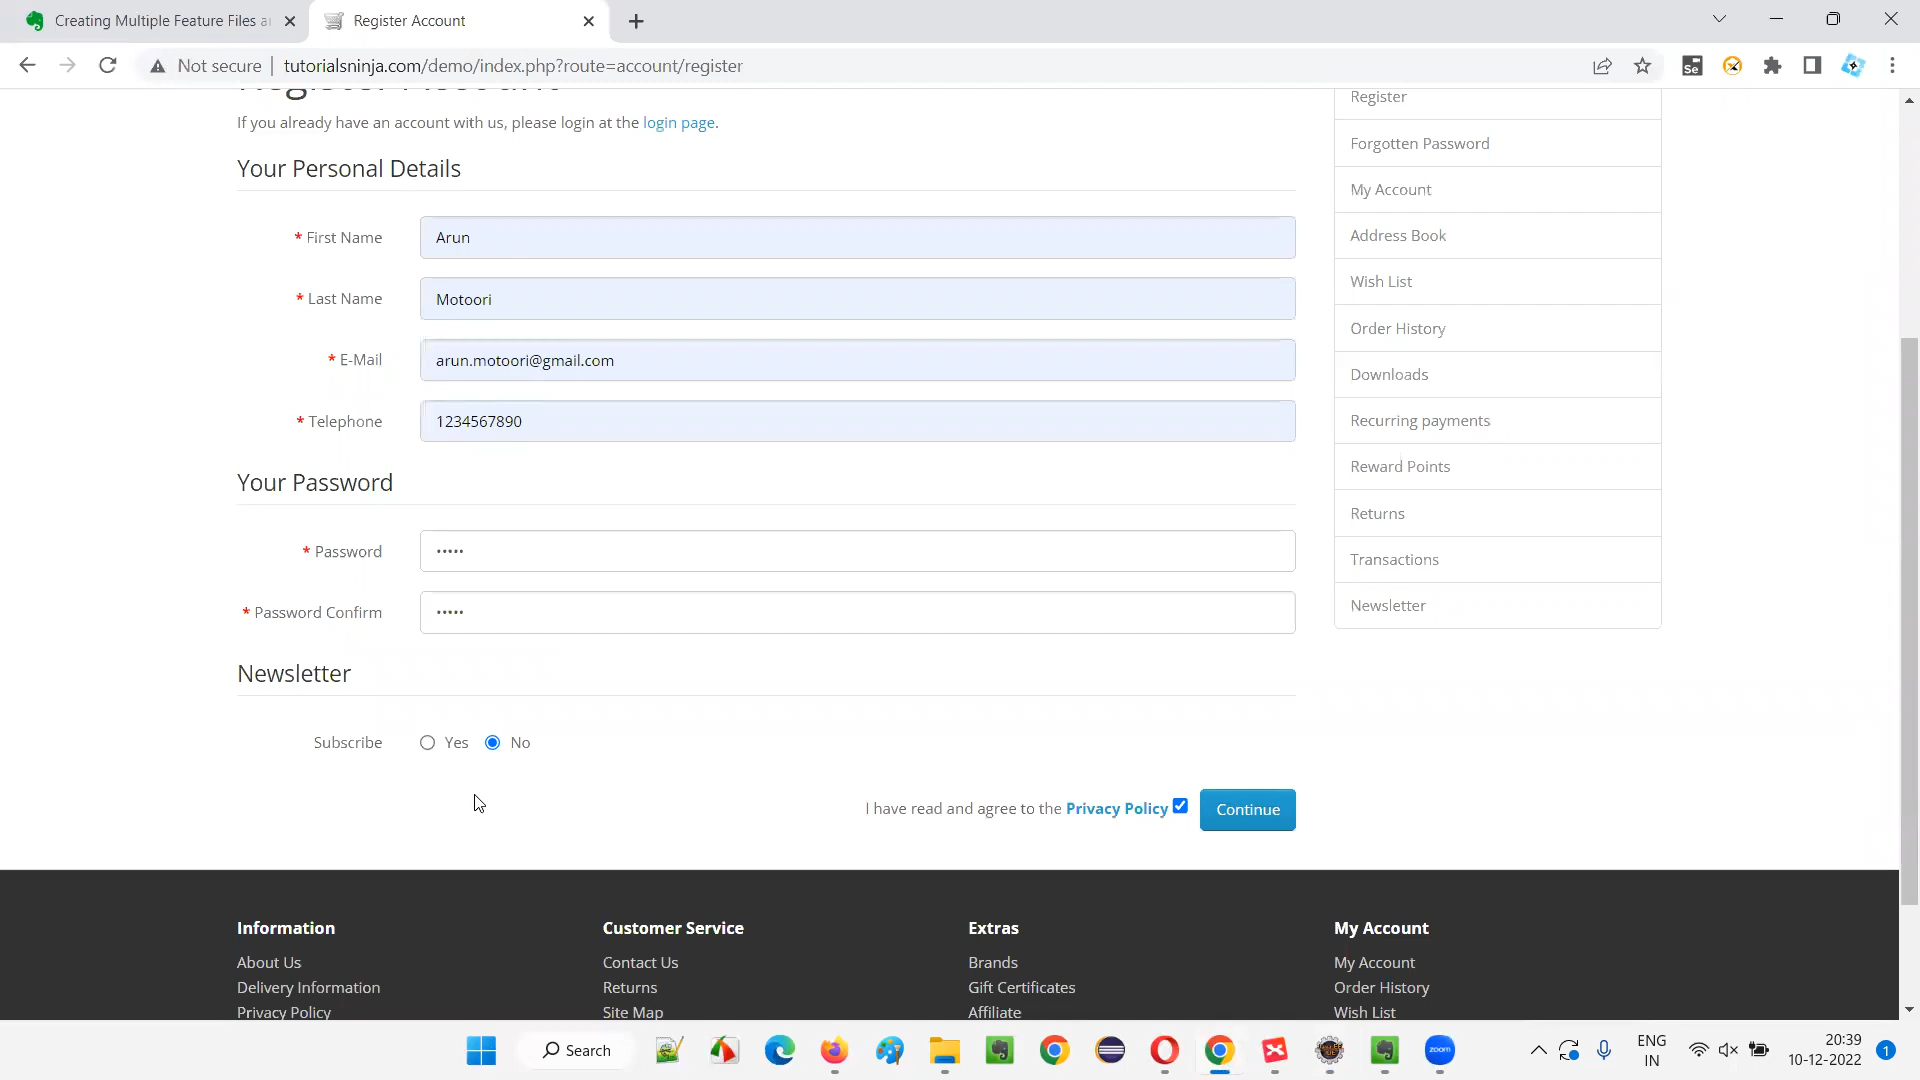 Creating Multiple Feature Files a
Register Account
Not secure
tutorialsninja.com/demo/index.php?route=account/register
Register Account
If you already have an account with us, please login at the login page.
Your Personal Details
* First Name
Arun
* Last Name
Motoori
* E-Mail
arun.motoori@gmail.com
* Telephone
1234567890
Your Password
* Password
•••••
* Password Confirm
•••••
Newsletter
Subscribe
Yes
No
I have read and agree to the Privacy Policy
Continue
Register
Forgotten Password
My Account
Address Book
Wish List
Order History
Downloads
Recurring payments
Reward Points
Returns
Transactions
Newsletter
Information
About Us
Delivery Information
Privacy Policy
Customer Service
Contact Us
Returns
Site Map
Extras
Brands
Gift Certificates
Affiliate
My Account
My Account
Order History
Wish List
Search
zoom
ENG
IN
20:39
10-12-2022
1